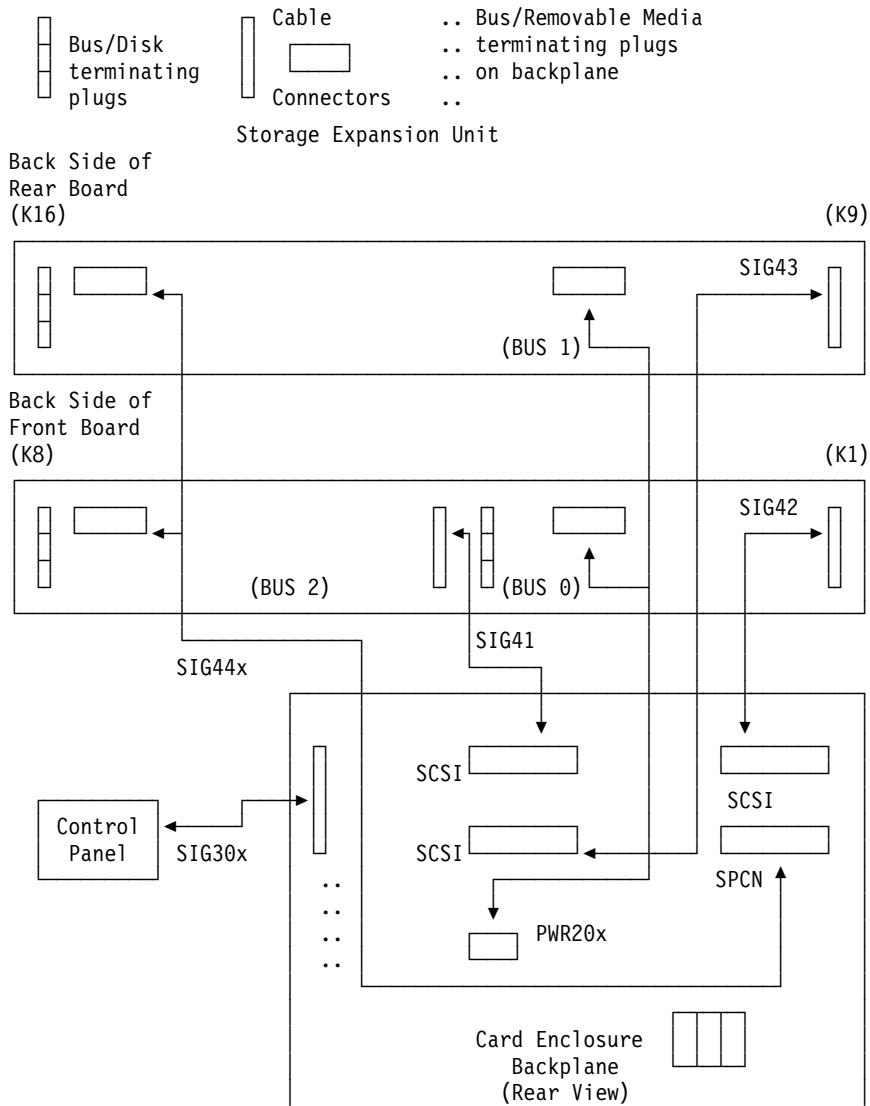 Cable
.. Bus/Removable Media
Bus/Disk
.. terminating plugs
terminating
.. on backplane
plugs
Connectors
..
Storage Expansion Unit
Back Side of
Rear Board
(K16)
(K9)
SIG43
(BUS 1)
Back Side of
Front Board
(K8)
(K1)
SIG42
(BUS 2)
(BUS 0)
SIG41
SIG44x
SCSI
SCSI
Control
Panel
SIG30x
SCSI
SPCN
..
..
..
..
PWR20x
Card Enclosure
Backplane
(Rear View)